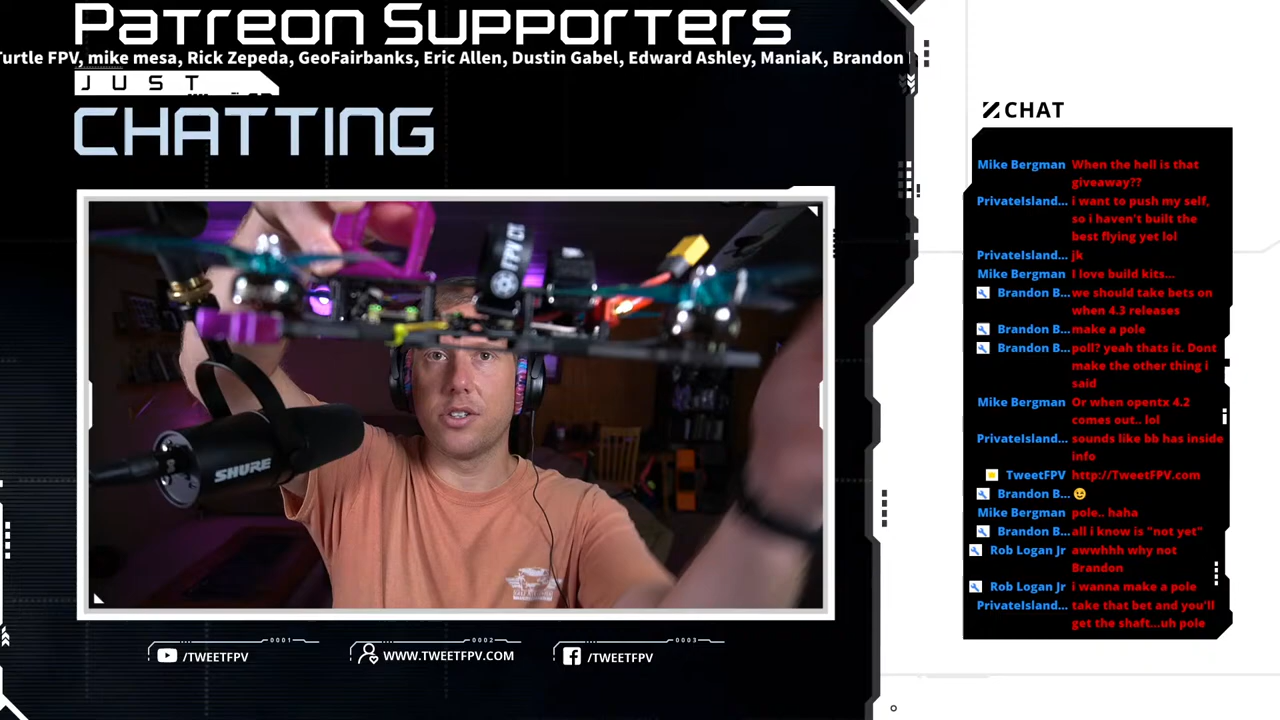 Patreon Supporters
Turtle FPV, mike mesa, Rick Zepeda, GeoFairbanks, Eric Allen, Dustin Gabel, Edward Ashley, ManiaK, Brandon
JUST
CHATTING
CHAT
Mike Bergman When the hell is that
giveaway??
PrivateIsland... i want to push my self,
so i haven't built the
best flying yet lol
PrivateIsland... jk
Mike Bergman I love build kits...
Brandon B... we should take bets on
when 4.3 releases
Brandon B... make a pole
Brandon B... poll? yeah thats it. Dont
make the other thing i
said
Mike Bergman Or when opentx 4.2
comes out.. lol
PrivateIsland... sounds like bb has inside
info
TweetFPV http://TweetFPV.com
Brandon B... 😉
Mike Bergman pole.. haha
Brandon B... all i know is "not yet"
Rob Logan Jr awwhhh why not
Brandon
Rob Logan Jr i wanna make a pole
PrivateIsland... take that bet and you'll
get the shaft...uh pole
FPV CY
SHURE
0001
/TWEETFPV
0002
WWW.TWEETFPV.COM
0003
/TWEETFPV